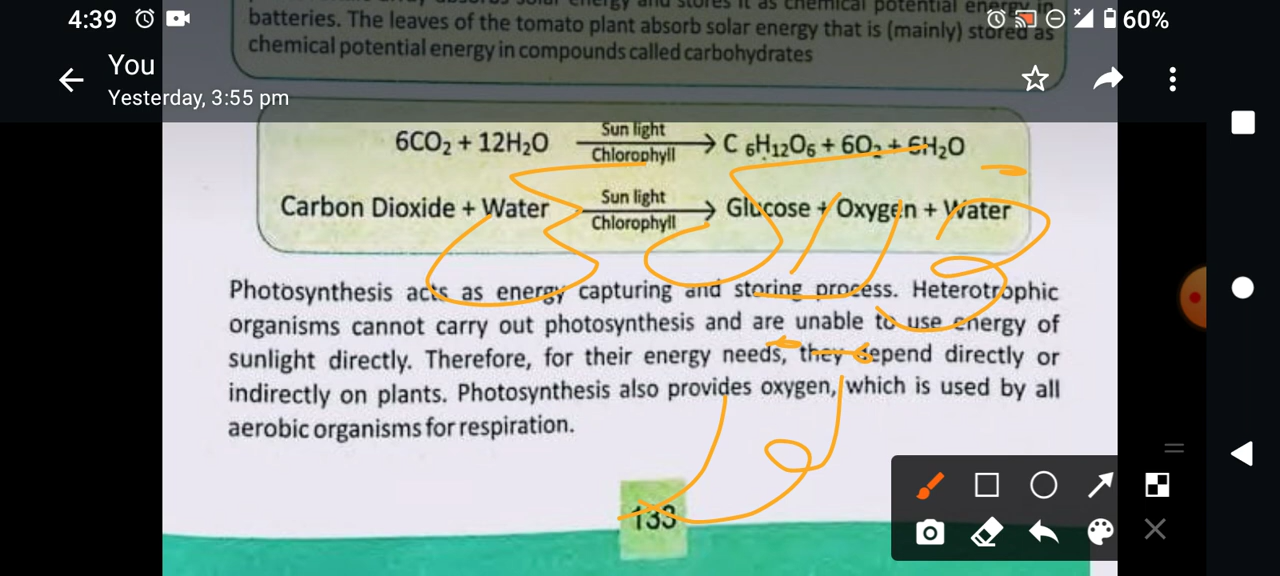 4:39
60%
You
Yesterday, 3:55 pm
batteries. The leaves of the tomato plant absorb solar energy that is (mainly) stored as
chemical potential energy in compounds called carbohydrates
6CO₂ + 12H₂O Sun light Chlorophyll → C 6H₁₂O₆ + 6O₂ + 6H₂O
Carbon Dioxide + Water Sun light Chlorophyll → Glucose + Oxygen + Water
Photosynthesis acts as energy capturing and storing process. Heterotrophic
organisms cannot carry out photosynthesis and are unable to use energy of
sunlight directly. Therefore, for their energy needs, they depend directly or
indirectly on plants. Photosynthesis also provides oxygen, which is used by all
aerobic organisms for respiration.
133